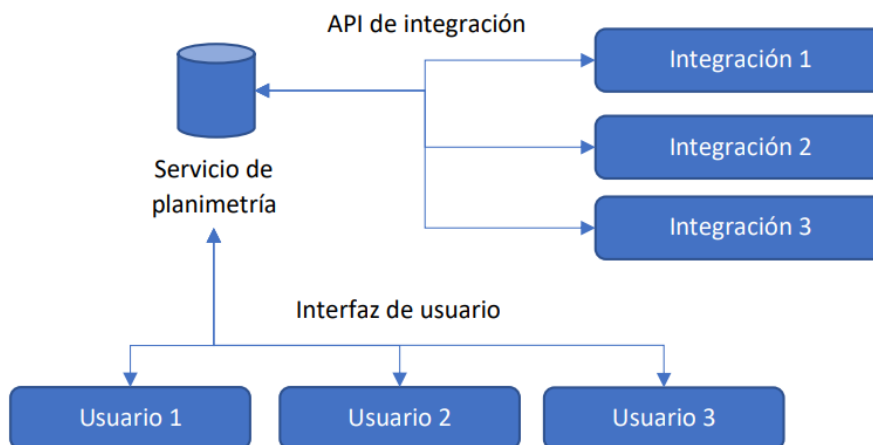 API de integración
Integración 1
Integración 2
Servicio de
planimetría
Integración 3
Interfaz de usuario
Usuario 1
Usuario 2
Usuario 3